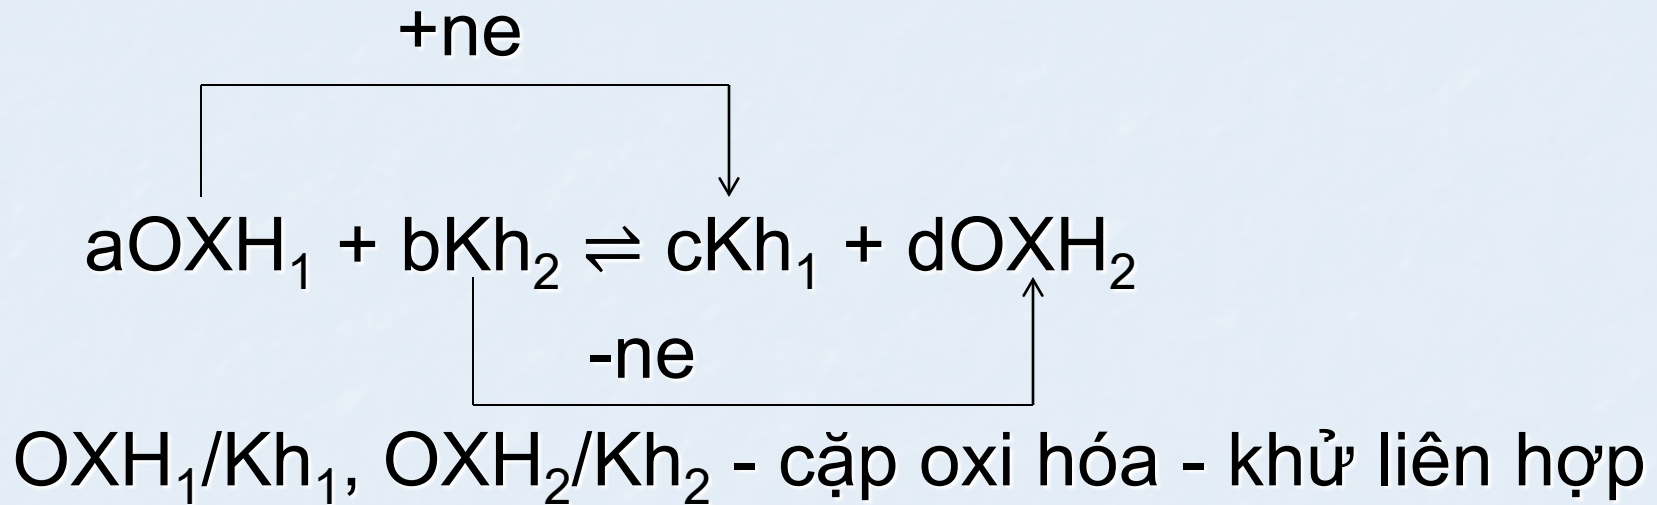 +ne
aOXH₁ + bKh₂ ⇌ cKh₁ + dOXH₂
-ne
OXH₁/Kh₁, OXH₂/Kh₂ - cặp oxi hóa - khử liên hợp